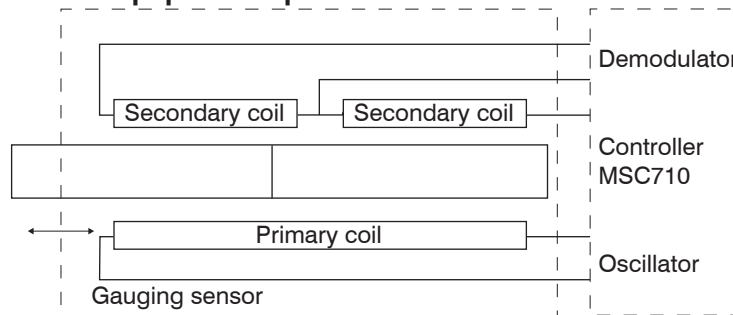 Demodulator
Secondary coil
Secondary coil
Controller
MSC710
Primary coil
Oscillator
Gauging sensor